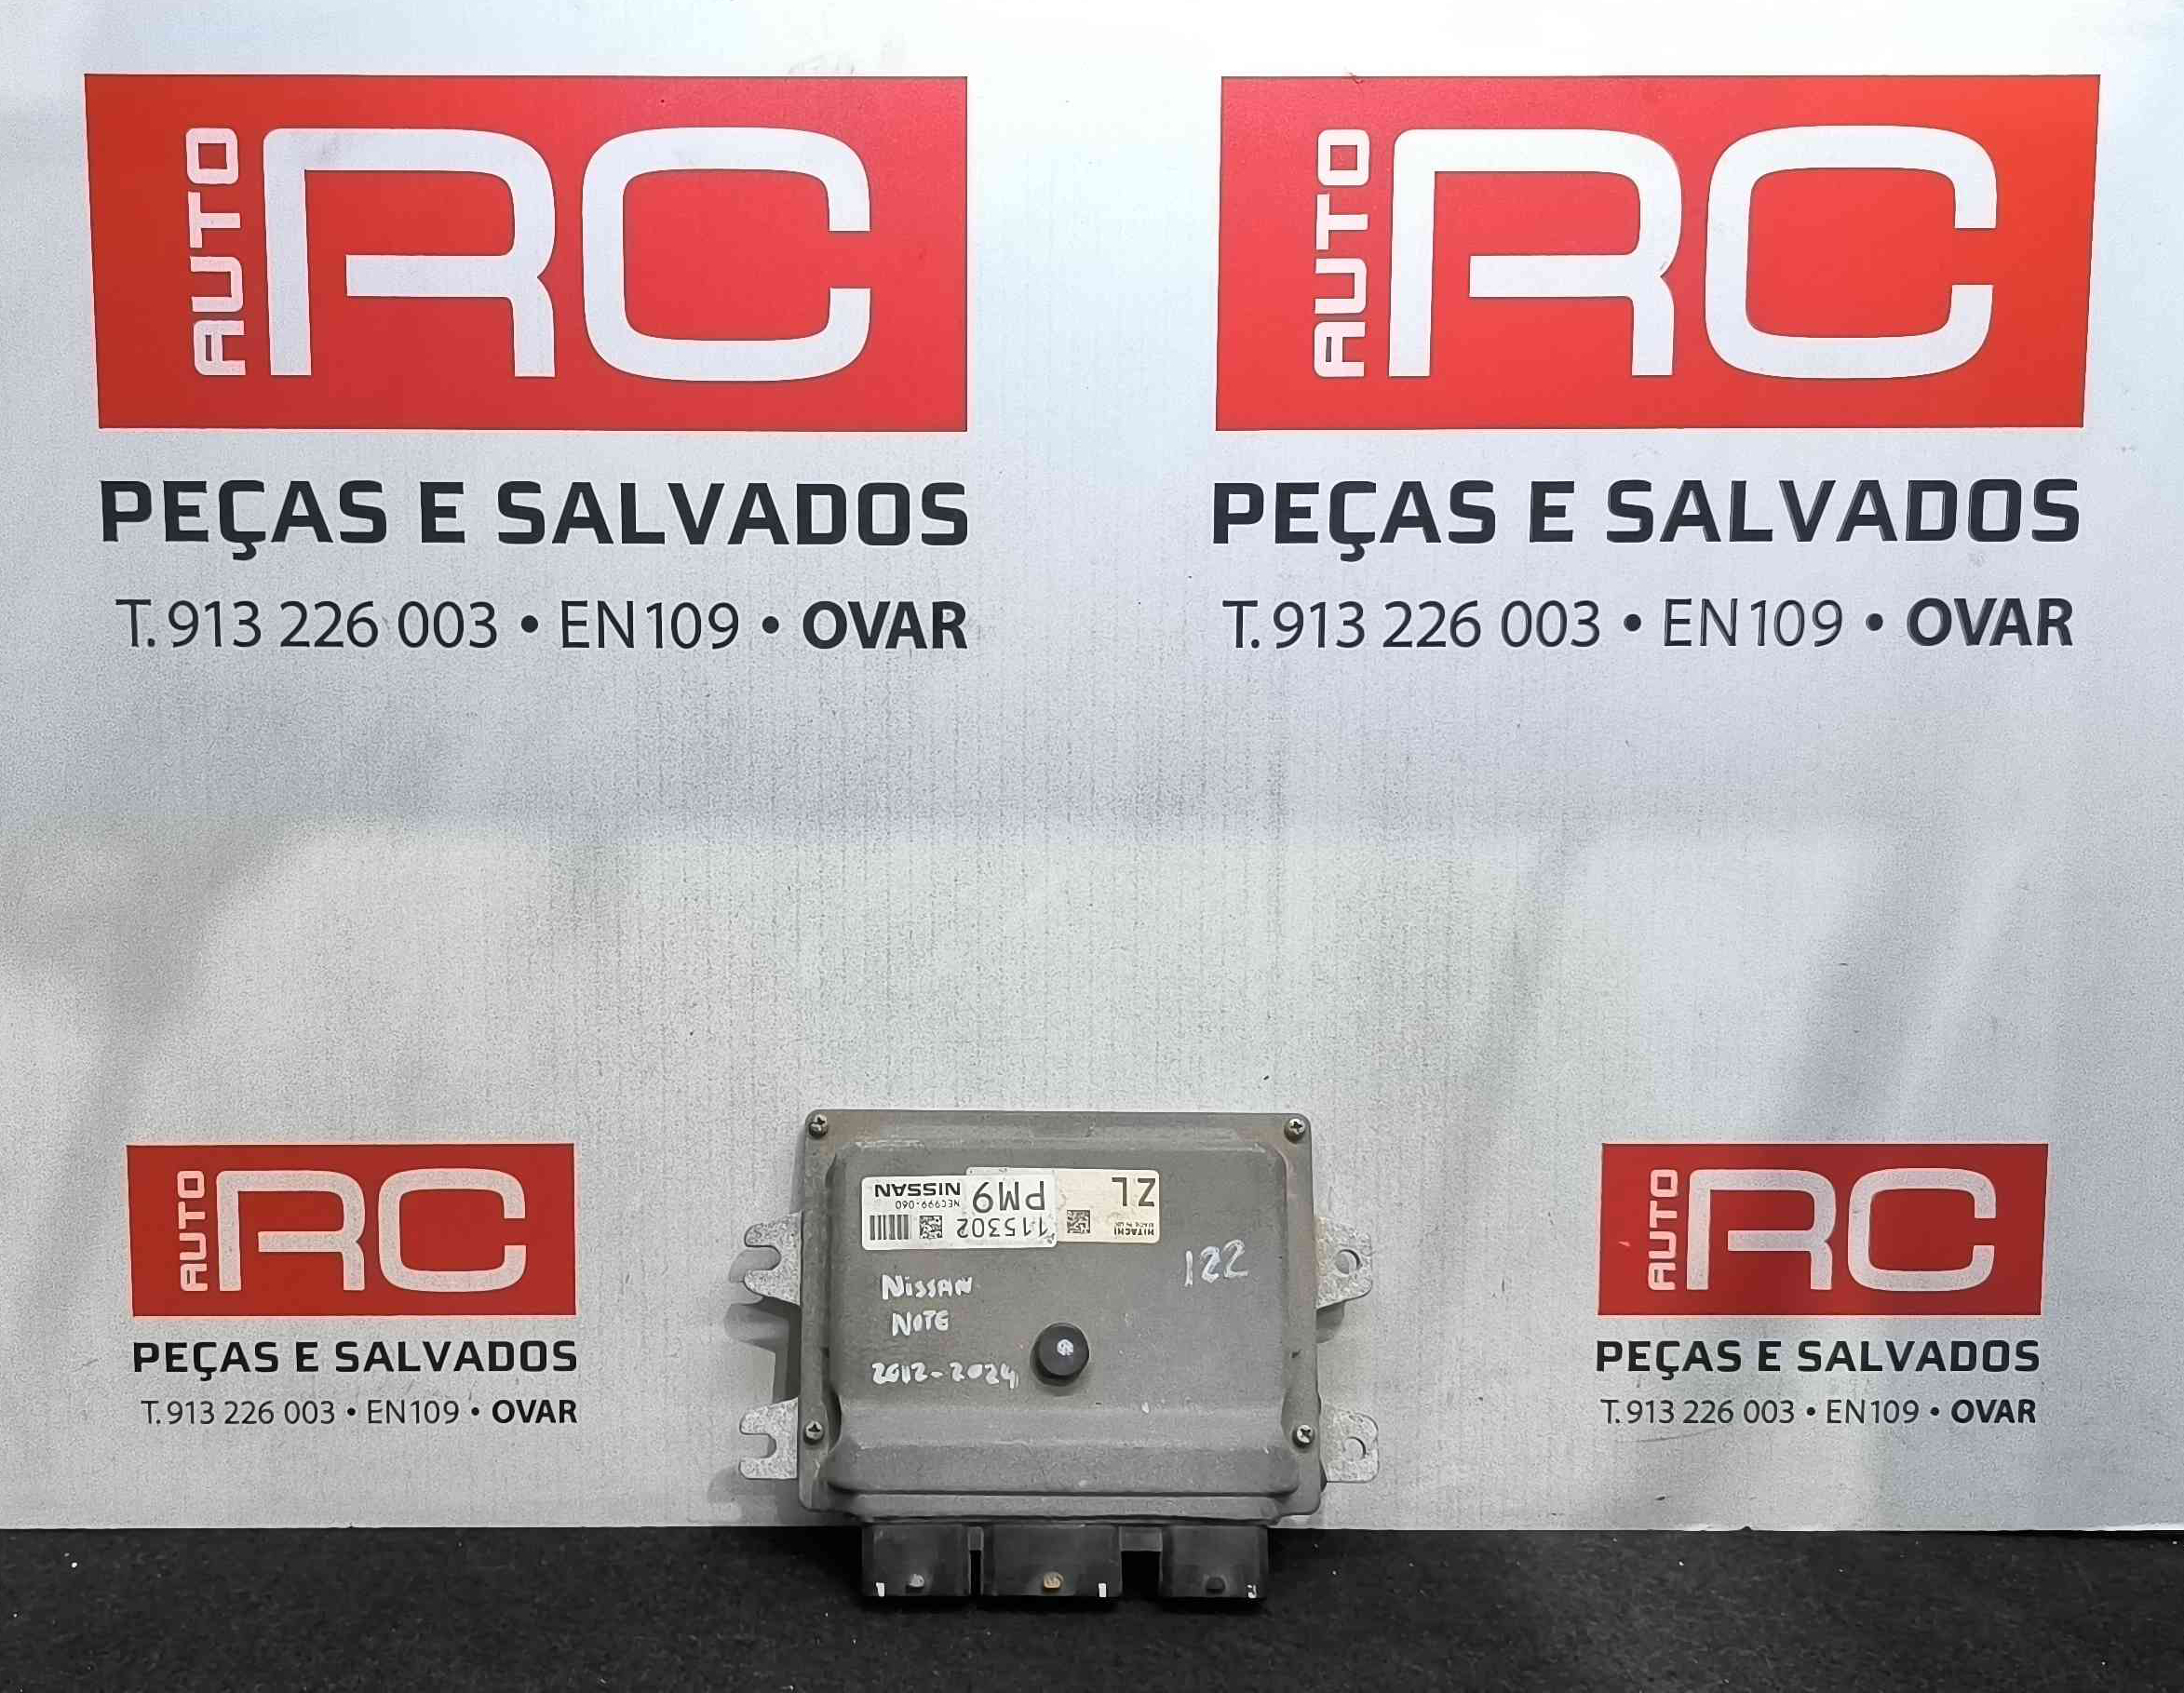 AUTO RC
PEÇAS E SALVADOS
T. 913 226 003 • EN109 • OVAR
AUTO RC
PEÇAS E SALVADOS
T. 913 226 003 • EN109 • OVAR
AUTO RC
PEÇAS E SALVADOS
T. 913 226 003 • EN109 • OVAR
ZL
HITACHI
PM9
NISSAN
NEC999-060
115302
122
NISSAN
NOTE
2012-2024
AUTO RC
PEÇAS E SALVADOS
T. 913 226 003 • EN109 • OVAR